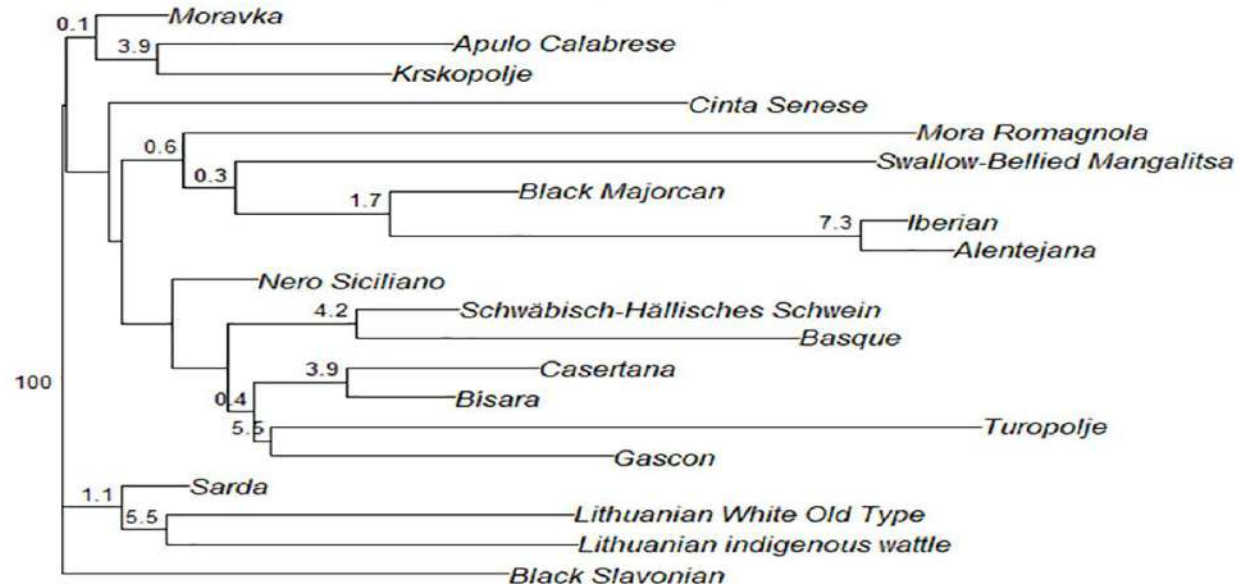 0.1 Moravka
3.9 Apulo Calabrese
Krskopolje
Cinta Senese
0.6 Mora Romagnola
0.3 Swallow-Bellied Mangalitsa
1.7 Black Majorcan
7.3 Iberian
Alentejana
Nero Siciliano
4.2 Schwäbisch-Hällisches Schwein
Basque
3.9 Casertana
100
0.4 Bisara
5.5 Turopolje
Gascon
1.1 Sarda
5.5 Lithuanian White Old Type
Lithuanian indigenous wattle
Black Slavonian